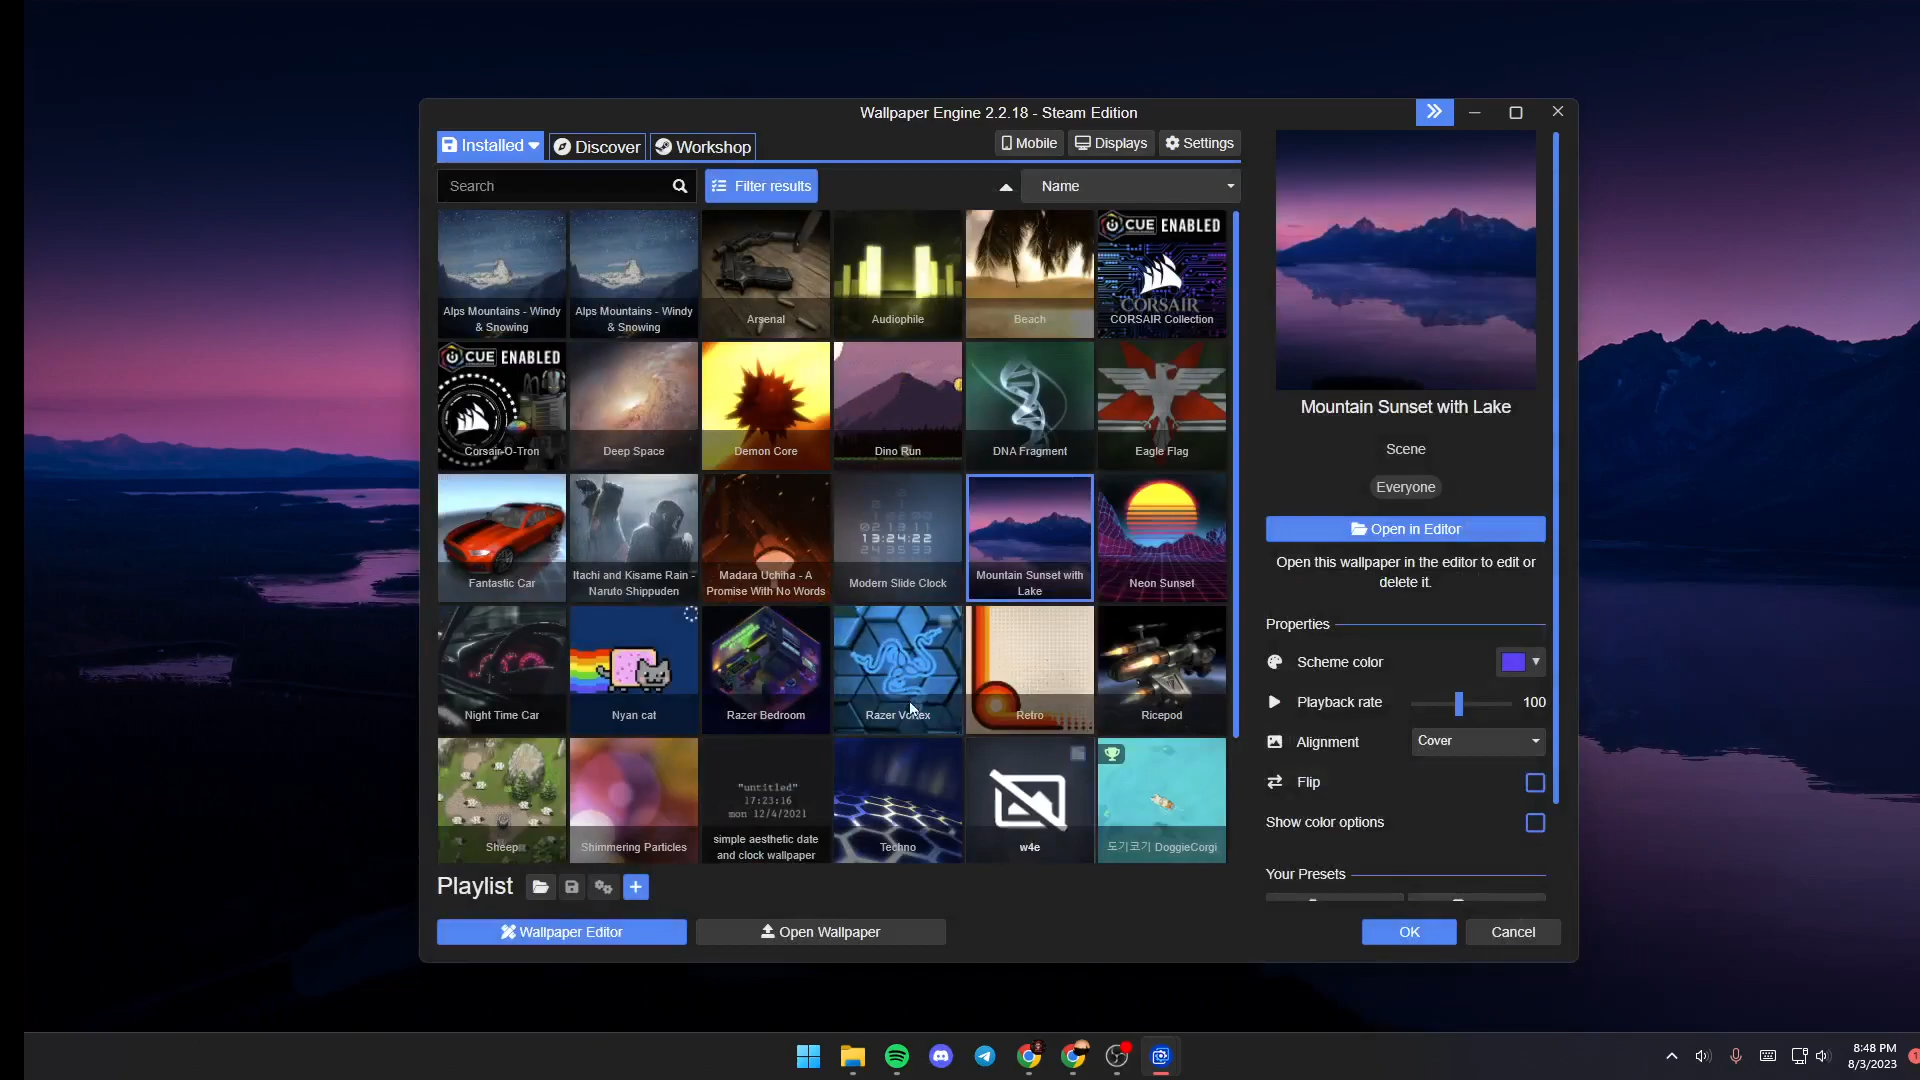 Wallpaper Engine 2.2.18 - Steam Edition
Installed
Discover
Workshop
Mobile
Displays
Settings
Search
Filter results
Name
Alps Mountains - Windy
& Snowing
Alps Mountains - Windy
& Snowing
Arsenal
Audiophile
Beach
CUE ENABLED
CORSAIR
CORSAIR Collection
CUE ENABLED
Corsair-O-Tron
Deep Space
Demon Core
Dino Run
DNA Fragment
Eagle Flag
Fantastic Car
Itachi and Kisame Rain -
Naruto Shippuden
Madara Uchiha - A
Promise With No Words
13:24:22
Modern Slide Clock
Mountain Sunset with
Lake
Neon Sunset
Night Time Car
Nyan cat
Razer Bedroom
Razer Vortex
Retro
Ricepod
Sheep
Shimmering Particles
"untitled"
17:23:16
mon 12/4/2021
simple aesthetic date
and clock wallpaper
Techno
w4e
도기코기 DoggieCorgi
Playlist
Wallpaper Editor
Open Wallpaper
Mountain Sunset with Lake
Scene
Everyone
Open in Editor
Open this wallpaper in the editor to edit or
delete it.
Properties
Scheme color
Playback rate
100
Alignment
Cover
Flip
Show color options
Your Presets
OK
Cancel
8:48 PM
8/3/2023
1